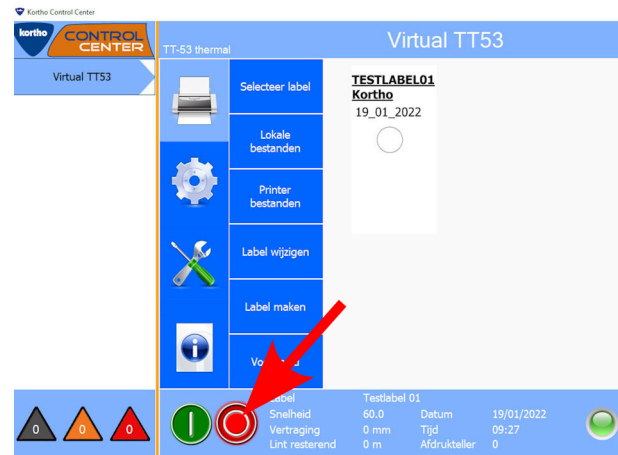 Kortho Control Center
kortho
CONTROL
CENTER
TT-53 thermal
Virtual TT53
Virtual TT53
Selecteer label
Lokale
bestanden
Printer
bestanden
Label wijzigen
Label maken
TESTLABEL01
Kortho
19_01_2022
0
0
0
Label Testlabel 01
Snelheid 60.0 Datum 19/01/2022
Vertraging 0 mm Tijd 09:27
Lint resterend 0 m Afdrukteller 0